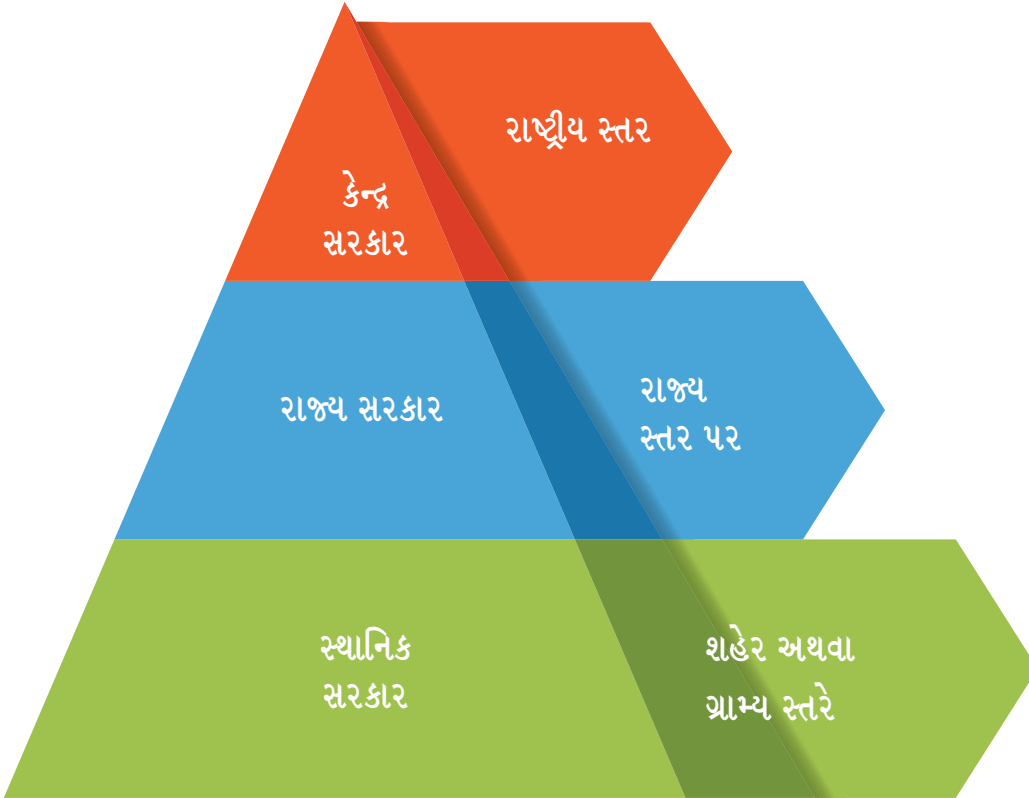 રાષ્ટ્રીય સ્તર
કેન્દ્ર
સરકાર
રાજ્ય સરકાર
રાજ્ય
સ્તર પર
સ્થાનિક
સરકાર
શહેર અથવા
ગ્રામ્ય સ્તરે